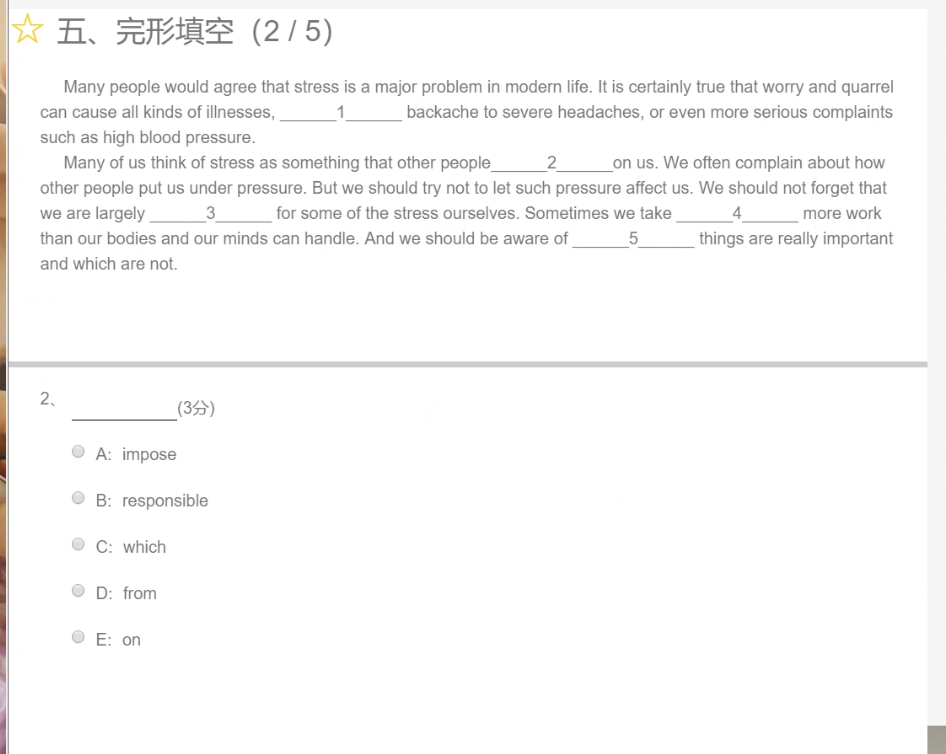 五、完形填空（2 / 5）
Many people would agree that stress is a major problem in modern life. It is certainly true that worry and quarrel
can cause all kinds of illnesses, ______1______ backache to severe headaches, or even more serious complaints
such as high blood pressure.
Many of us think of stress as something that other people______2______on us. We often complain about how
other people put us under pressure. But we should try not to let such pressure affect us. We should not forget that
we are largely ______3______ for some of the stress ourselves. Sometimes we take ______4______ more work
than our bodies and our minds can handle. And we should be aware of ______5______ things are really important
and which are not.
2、
___________(3分)
A: impose
B: responsible
C: which
D: from
E: on